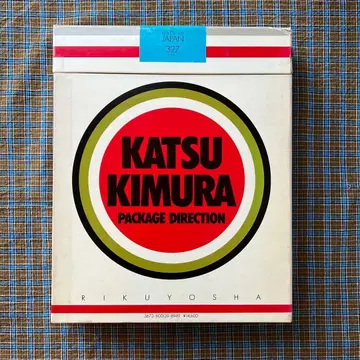 JAPAN
327
KATSU
KIMURA
PACKAGE DIRECTION
RIKUYOSHA